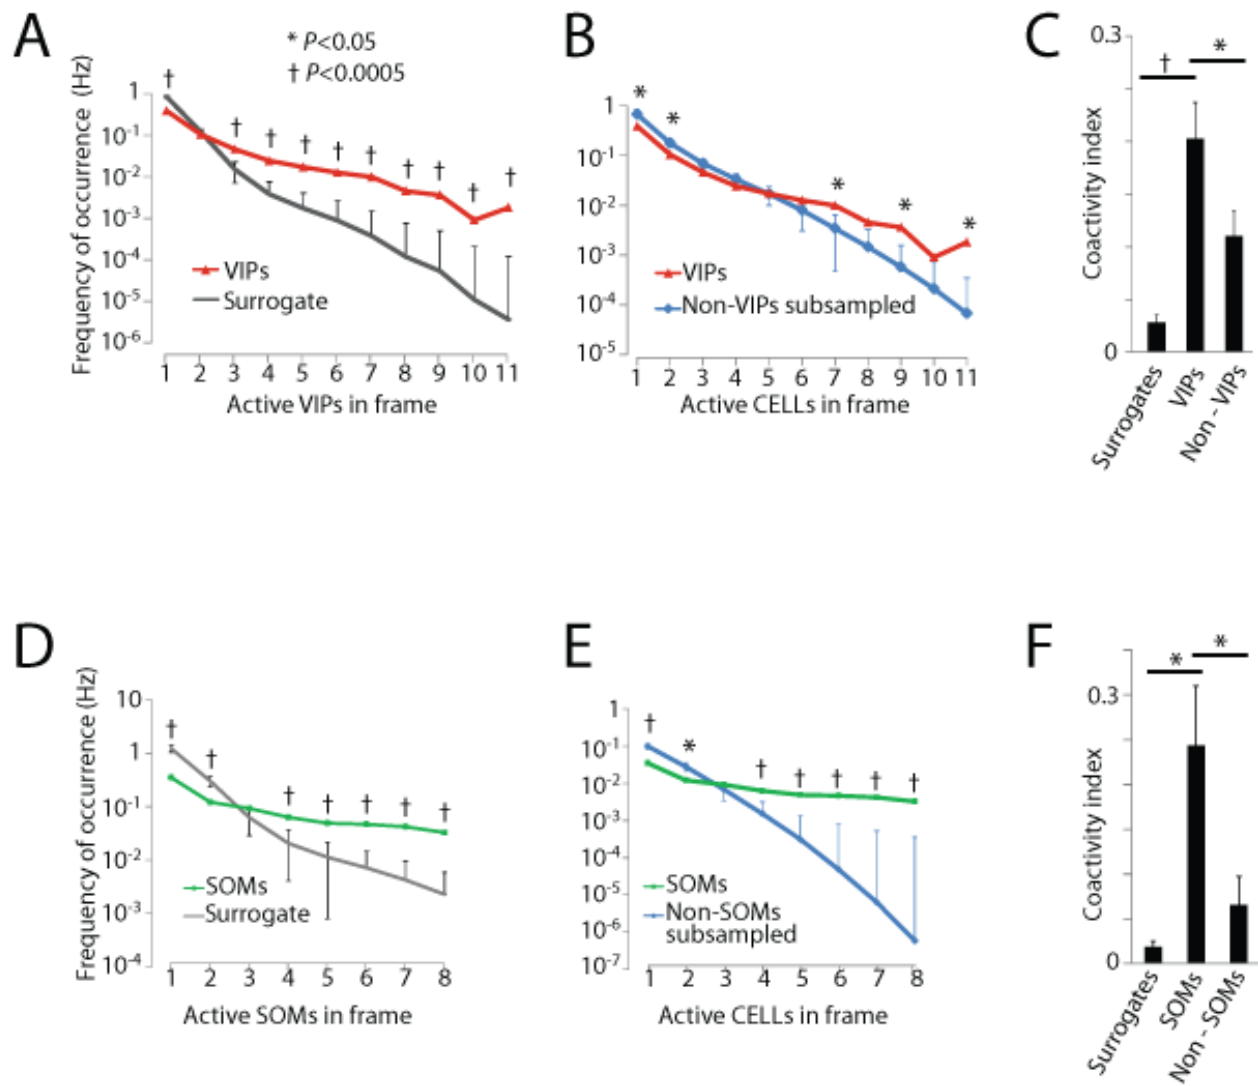 A
* P<0.05
† P<0.0005
Frequency of occurrence (Hz)
1
10-1
10-2
10-3
10-4
10-5
10-6
† † † † † † † † † †
VIPs
Surrogate
1 2 3 4 5 6 7 8 9 10 11
Active VIPs in frame
B
1
10-1
10-2
10-3
10-4
10-5
* * * * *
VIPs
Non-VIPs subsampled
1 2 3 4 5 6 7 8 9 10 11
Active CELLs in frame
C
Coactivity index
0.3
0
† *
Surrogates
VIPs
Non - VIPs
D
Frequency of occurrence (Hz)
10
1
10-1
10-2
10-3
10-4
† † † † † † †
SOMs
Surrogate
1 2 3 4 5 6 7 8
Active SOMs in frame
E
1
10-1
10-2
10-3
10-4
10-5
10-6
10-7
† * † † † † †
SOMs
Non-SOMs
subsampled
1 2 3 4 5 6 7 8
Active CELLs in frame
F
Coactivity index
0.3
0
* *
Surrogates
SOMs
Non - SOMs